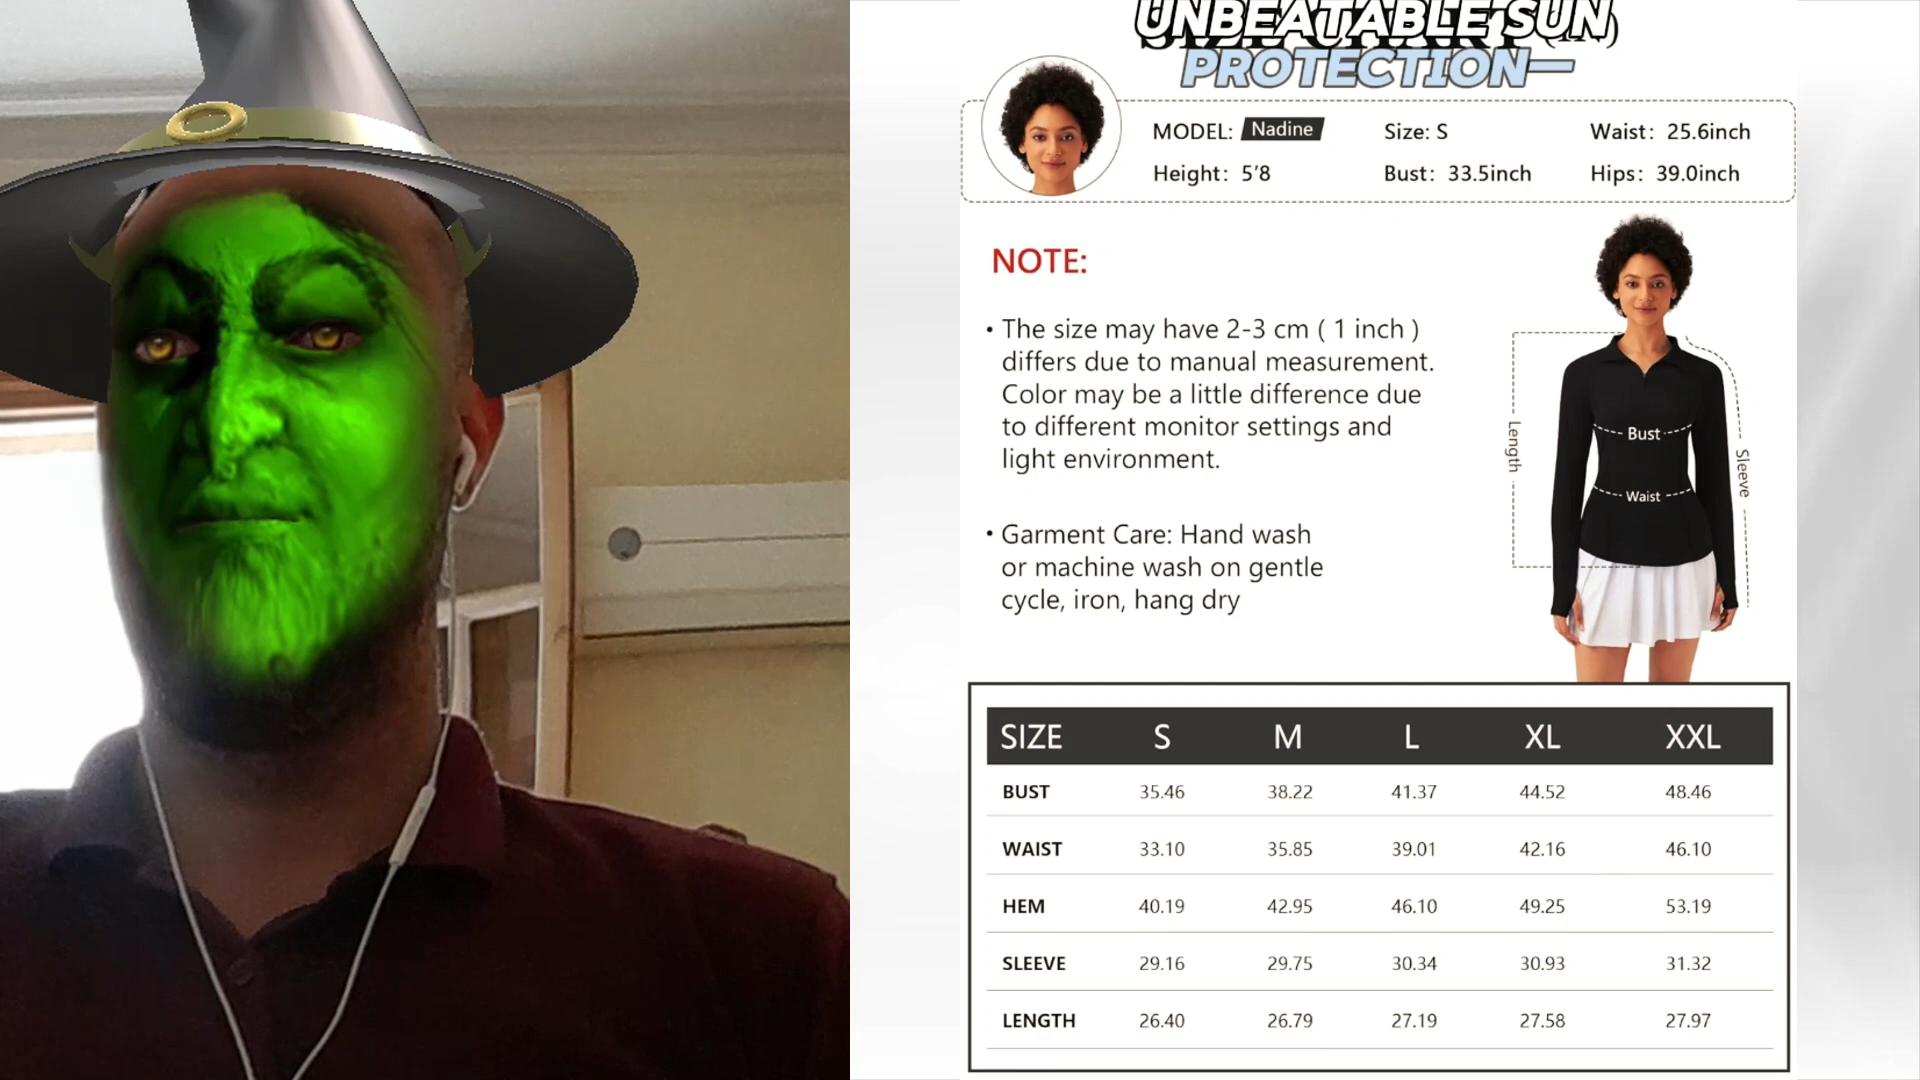 UNBEATABLE SUN
PROTECTION—
MODEL: Nadine Size: S Waist: 25.6inch
Height: 5'8 Bust: 33.5inch Hips: 39.0inch
NOTE:
• The size may have 2-3 cm ( 1 inch )
differs due to manual measurement.
Color may be a little difference due
to different monitor settings and
light environment.
• Garment Care: Hand wash
or machine wash on gentle
cycle, iron, hang dry
Length
Bust
Waist
Sleeve
SIZE S M L XL XXL
BUST 35.46 38.22 41.37 44.52 48.46
WAIST 33.10 35.85 39.01 42.16 46.10
HEM 40.19 42.95 46.10 49.25 53.19
SLEEVE 29.16 29.75 30.34 30.93 31.32
LENGTH 26.40 26.79 27.19 27.58 27.97